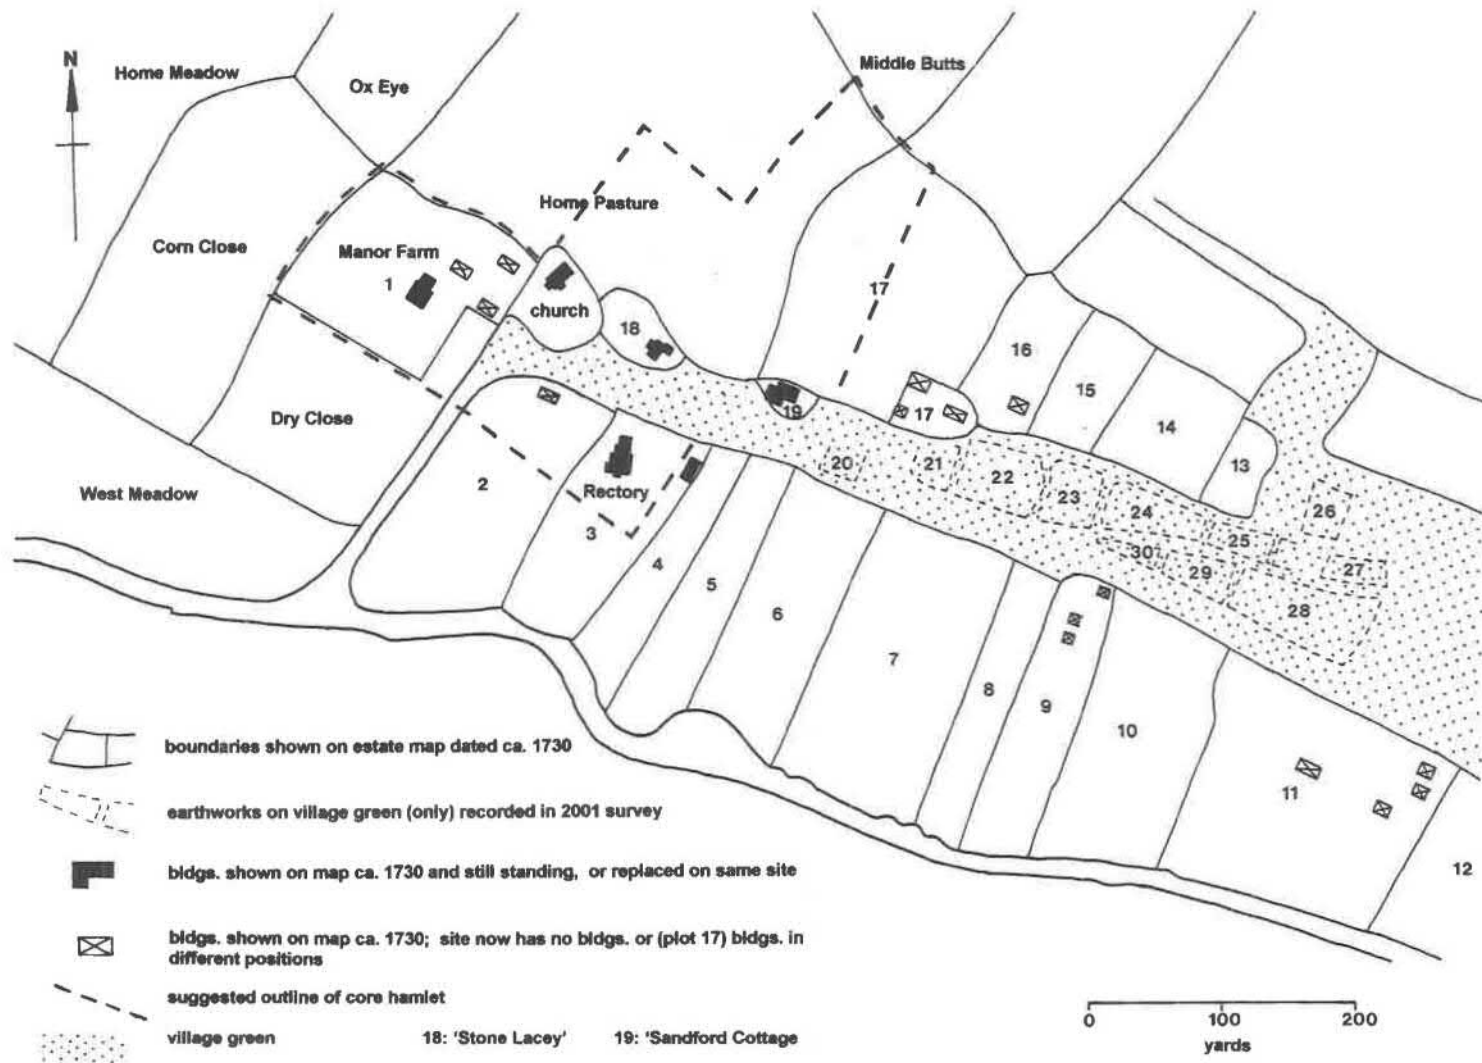 N
Home Meadow
Ox Eye
Middle Butts
Corn Close
Manor Farm
1
Home Pasture
church
18
17
16
15
14
13
Dry Close
West Meadow
2
Rectory
3
19
17
20
21
22
23
24
25
26
27
28
29
30
4
5
6
7
8
9
10
11
12
boundaries shown on estate map dated ca. 1730
earthworks on village green (only) recorded in 2001 survey
bldgs. shown on map ca. 1730 and still standing, or replaced on same site
bldgs. shown on map ca. 1730; site now has no bldgs. or (plot 17) bldgs. in
different positions
suggested outline of core hamlet
village green 18: 'Stone Lacey' 19: 'Sandford Cottage
0 100 200
yards